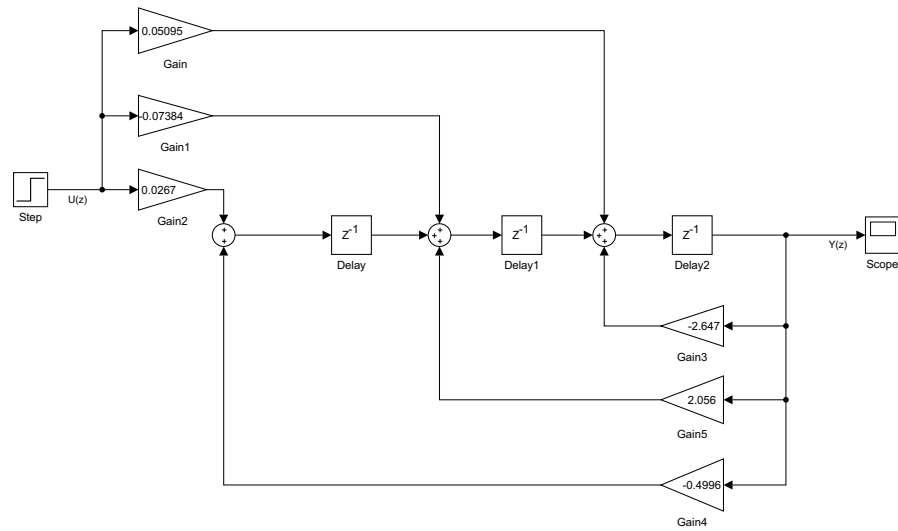 0.05095
Gain
-0.07384
Gain1
0.0267
Gain2
Step
U(z)
+
+
Z-1
Delay
+
+
+
Z-1
Delay1
+
+
+
Z-1
Delay2
Y(z)
Scope
-2.647
Gain3
2.056
Gain5
-0.4996
Gain4